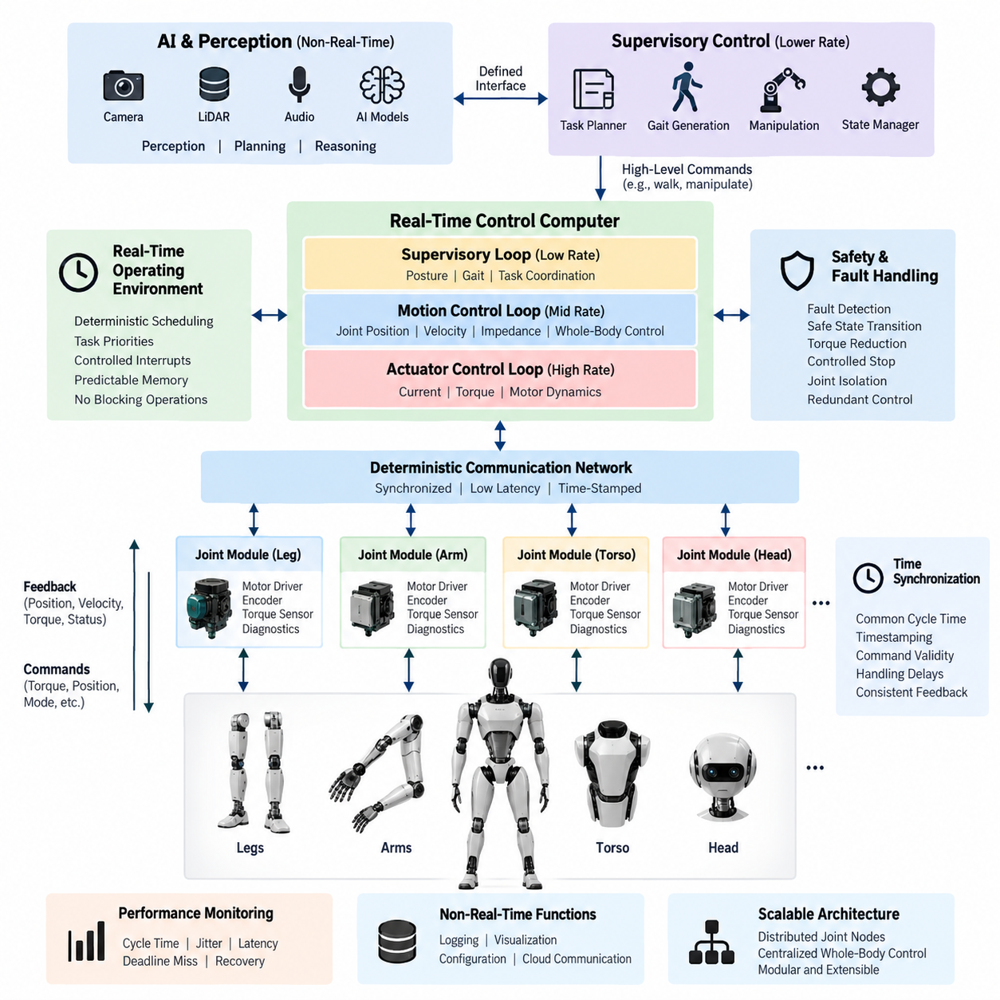 AI & Perception (Non-Real-Time)
Camera
LiDAR
Audio
AI Models
Perception | Planning | Reasoning
Defined
Interface
Supervisory Control (Lower Rate)
Task Planner
Gait Generation
Manipulation
State Manager
High-Level Commands
(e.g., walk, manipulate)
Real-Time
Operating
Environment
Deterministic Scheduling
Task Priorities
Controlled Interrupts
Predictable Memory
No Blocking Operations
Real-Time Control Computer
Supervisory Loop (Low Rate)
Posture | Gait | Task Coordination
Motion Control Loop (Mid Rate)
Joint Position | Velocity | Impedance | Whole-Body Control
Actuator Control Loop (High Rate)
Current | Torque | Motor Dynamics
Safety &
Fault Handling
Fault Detection
Safe State Transition
Torque Reduction
Controlled Stop
Joint Isolation
Redundant Control
Deterministic Communication Network
Synchronized | Low Latency | Time-Stamped
Feedback
(Position, Velocity,
Torque, Status)
Commands
(Torque, Position,
Mode, etc.)
Joint Module (Leg)
Motor Driver
Encoder
Torque Sensor
Diagnostics
Joint Module (Arm)
Motor Driver
Encoder
Torque Sensor
Diagnostics
Joint Module (Torso)
Motor Driver
Encoder
Torque Sensor
Diagnostics
Joint Module (Head)
Motor Driver
Encoder
Torque Sensor
Diagnostics
...
Time
Synchronization
Common Cycle Time
Timestamping
Command Validity
Handling Delays
Consistent Feedback
Legs
Arms
Torso
Head
...
Performance Monitoring
Cycle Time | Jitter | Latency
Deadline Miss | Recovery
Non-Real-Time Functions
Logging | Visualization
Configuration | Cloud Communication
Scalable Architecture
Distributed Joint Nodes
Centralized Whole-Body Control
Modular and Extensible